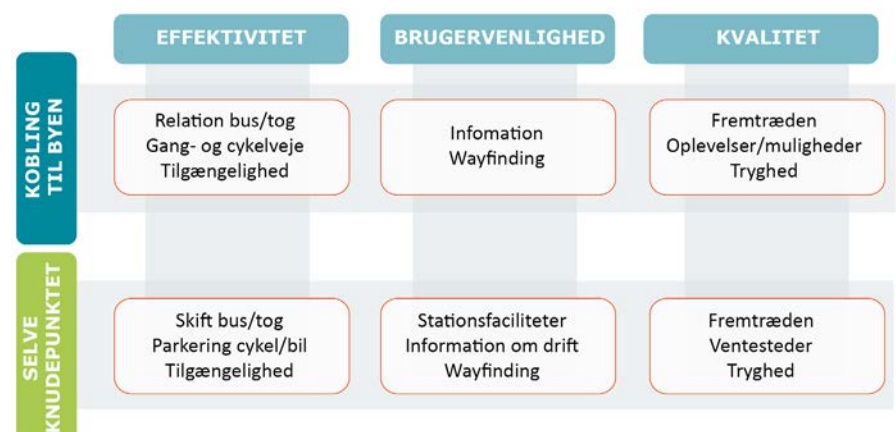 EFFEKTIVITET
BRUGERVENLIGHED
KVALITET
KOBLING
TIL BYEN
Relation bus/tog
Gang- og cykelveje
Tilgængelighed
Infomation
Wayfinding
Fremtræden
Oplevelser/muligheder
Tryghed
SELVE
KNUDEPUNKTET
Skift bus/tog
Parkering cykel/bil
Tilgængelighed
Stationsfaciliteter
Information om drift
Wayfinding
Fremtræden
Ventesteder
Tryghed